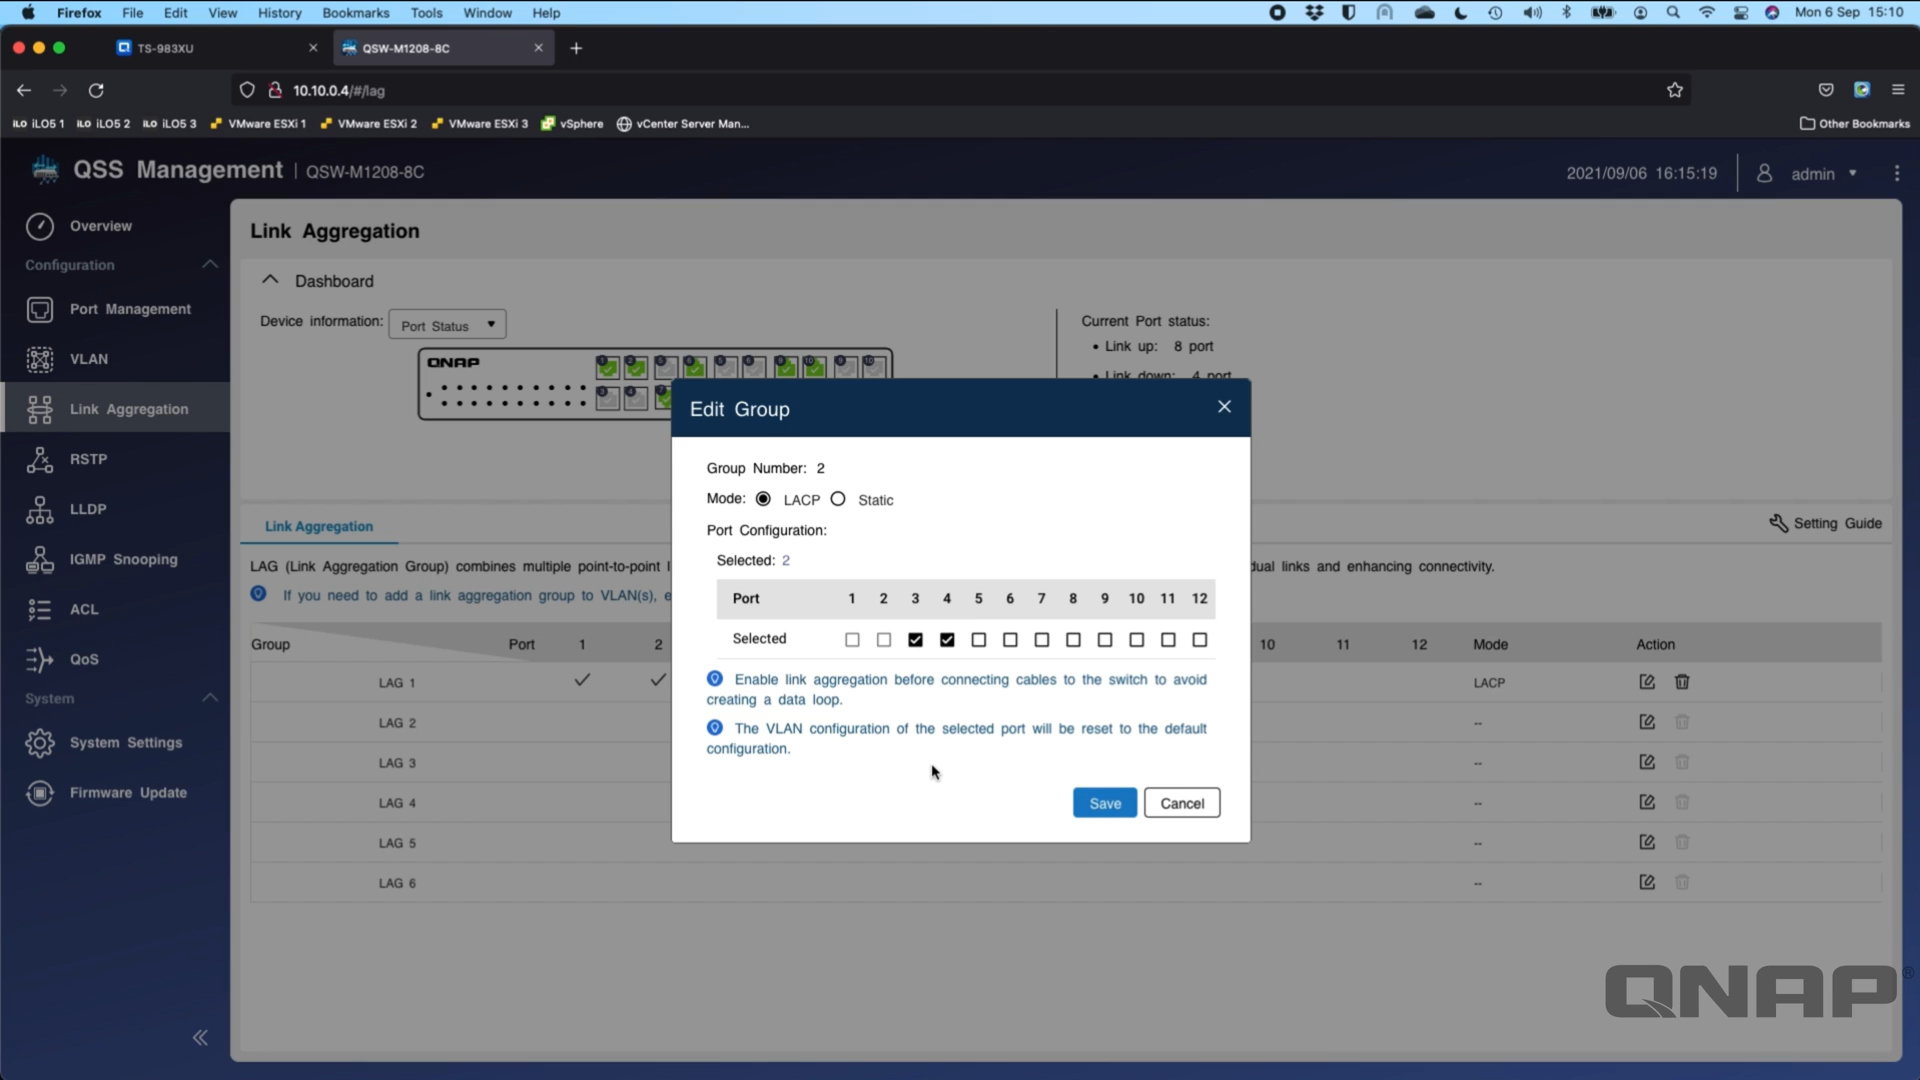 Firefox File Edit View History Bookmarks Tools Window Help Mon 6 Sep 15:10
TS-983XU QSW-M1208-8C
10.10.0.4/#/lag
iLO iLO5 1 iLO iLO5 2 iLO iLO5 3 VMware ESXi 1 VMware ESXi 2 VMware ESXi 3 vSphere vCenter Server Man... Other Bookmarks
QSS Management | QSW-M1208-8C 2021/09/06 16:15:19 admin
Overview
Configuration
Port Management
VLAN
Link Aggregation
RSTP
LLDP
IGMP Snooping
ACL
QoS
System
System Settings
Firmware Update
Link Aggregation
Dashboard
Device information: Port Status
QNAP
Current Port status:
• Link up: 8 port
• Link down: 4 port
Link Aggregation
Setting Guide
LAG (Link Aggregation Group) combines multiple point-to-point
dual links and enhancing connectivity.
If you need to add a link aggregation group to VLAN(s),
Group Port 1 2 10 11 12 Mode Action
LAG 1 LACP
LAG 2 --
LAG 3 --
LAG 4 --
LAG 5 --
LAG 6 --
Edit Group
Group Number: 2
Mode: LACP Static
Port Configuration:
Selected: 2
Port 1 2 3 4 5 6 7 8 9 10 11 12
Selected
Enable link aggregation before connecting cables to the switch to avoid
creating a data loop.
The VLAN configuration of the selected port will be reset to the default
configuration.
Save Cancel
QNAP®